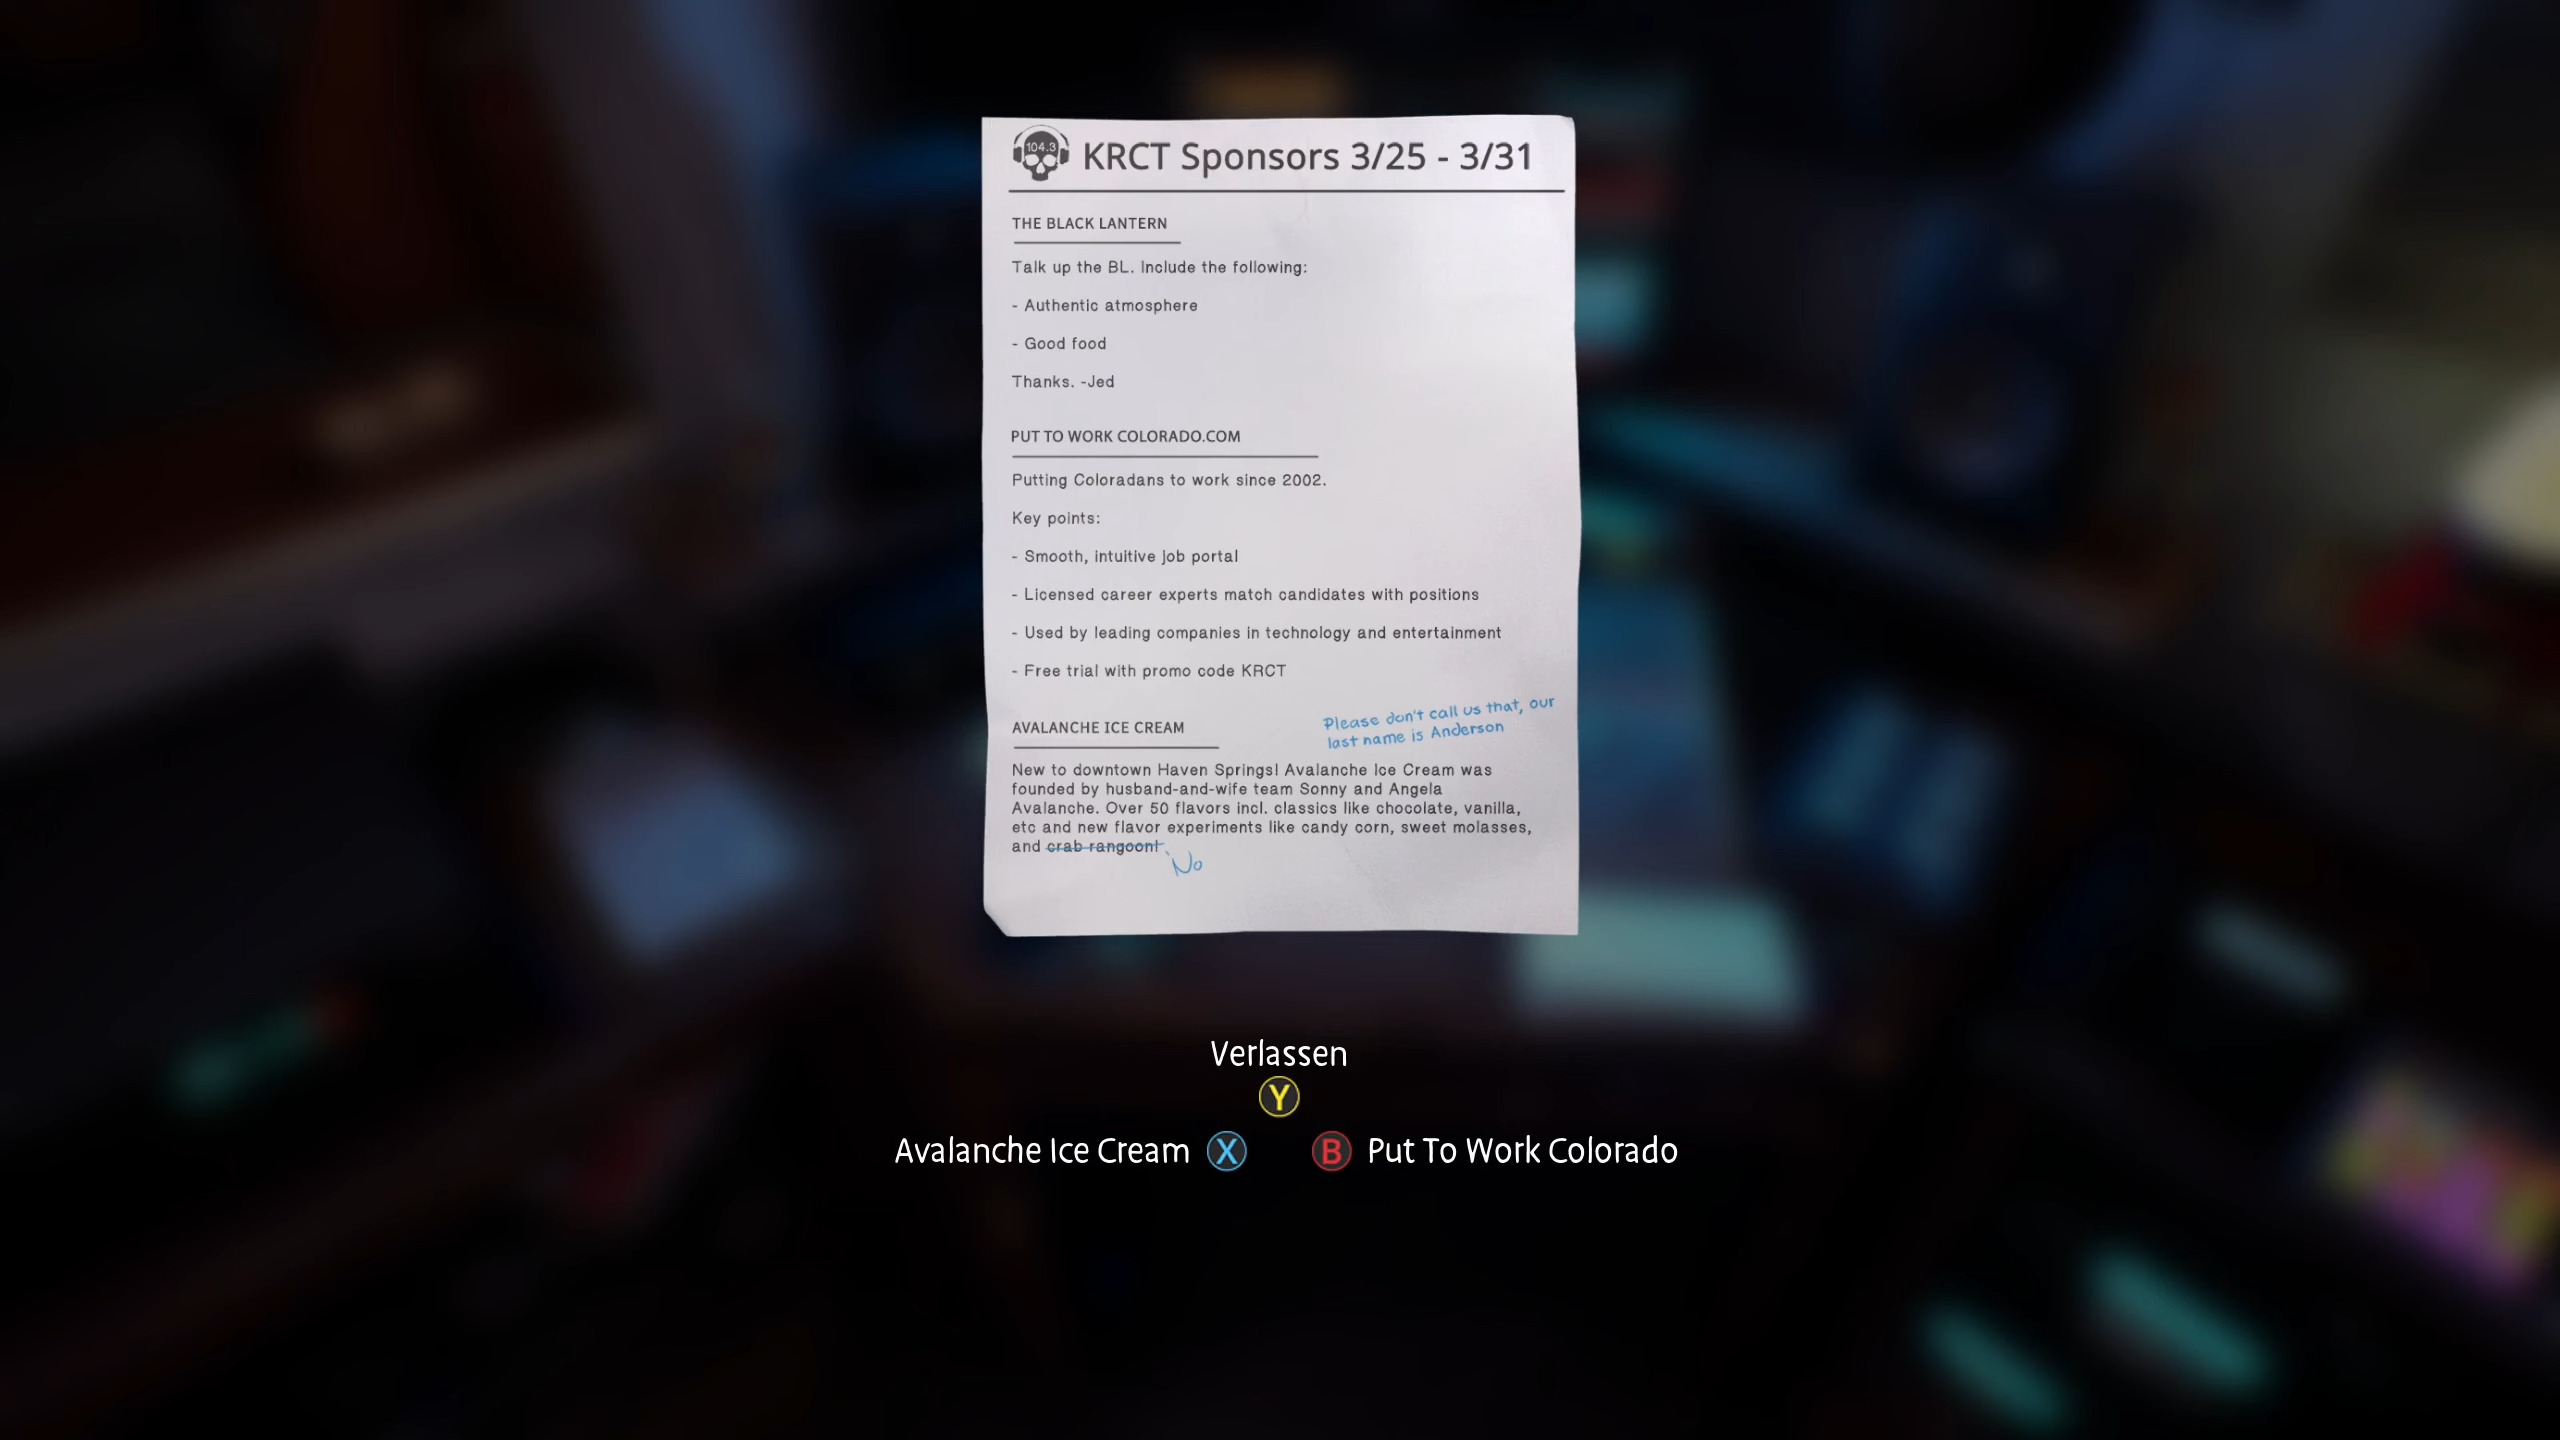 104.3
KRCT Sponsors 3/25 - 3/31
THE BLACK LANTERN
Talk up the BL. Include the following:
- Authentic atmosphere
- Good food
Thanks. -Jed
PUT TO WORK COLORADO.COM
Putting Coloradans to work since 2002.
Key points:
- Smooth, intuitive job portal
- Licensed career experts match candidates with positions
- Used by leading companies in technology and entertainment
- Free trial with promo code KRCT
Please don't call us that, our
last name is Anderson
AVALANCHE ICE CREAM
New to downtown Haven Springs! Avalanche Ice Cream was
founded by husband-and-wife team Sonny and Angela
Avalanche. Over 50 flavors incl. classics like chocolate, vanilla,
etc and new flavor experiments like candy corn, sweet molasses,
and crab rangoon!
No
Verlassen
Y
Avalanche Ice Cream X B Put To Work Colorado